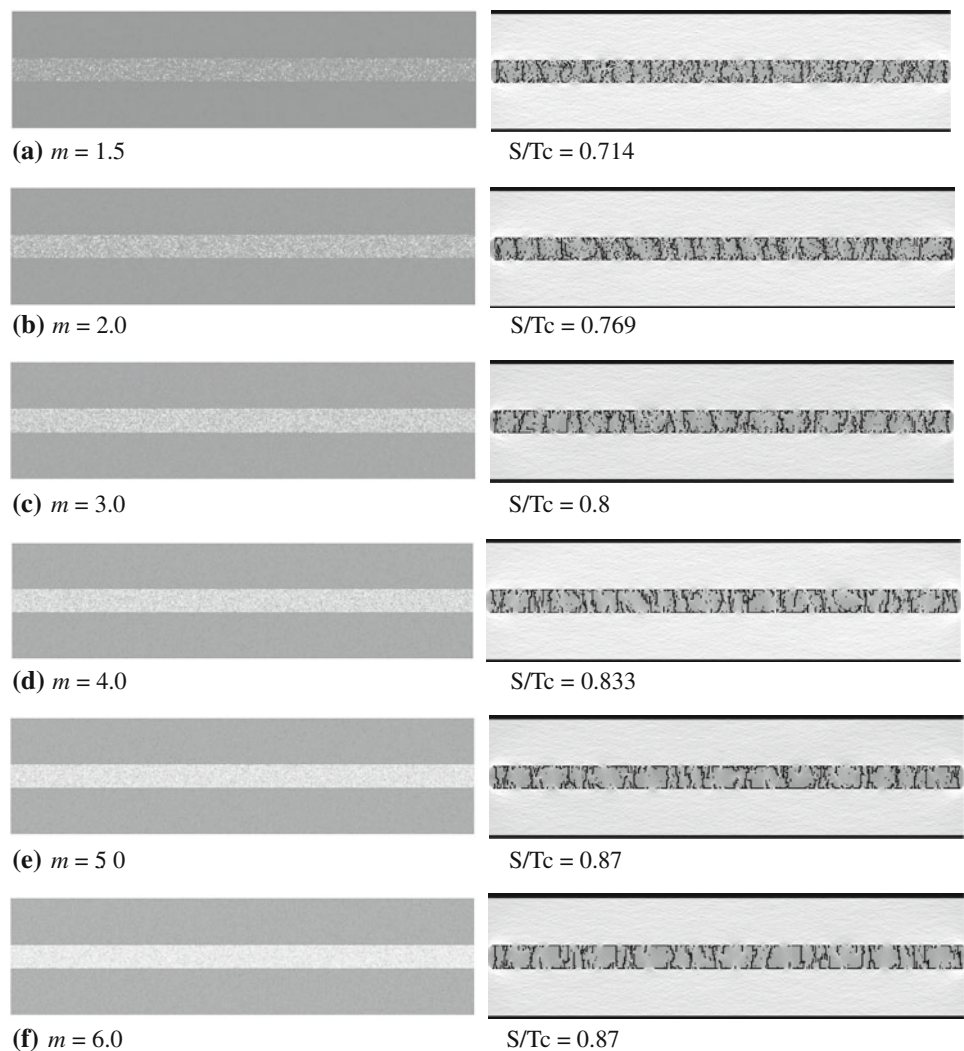 (a) m = 1.5 S/Tc = 0.714
(b) m = 2.0 S/Tc = 0.769
(c) m = 3.0 S/Tc = 0.8
(d) m = 4.0 S/Tc = 0.833
(e) m = 5 0 S/Tc = 0.87
(f) m = 6.0 S/Tc = 0.87